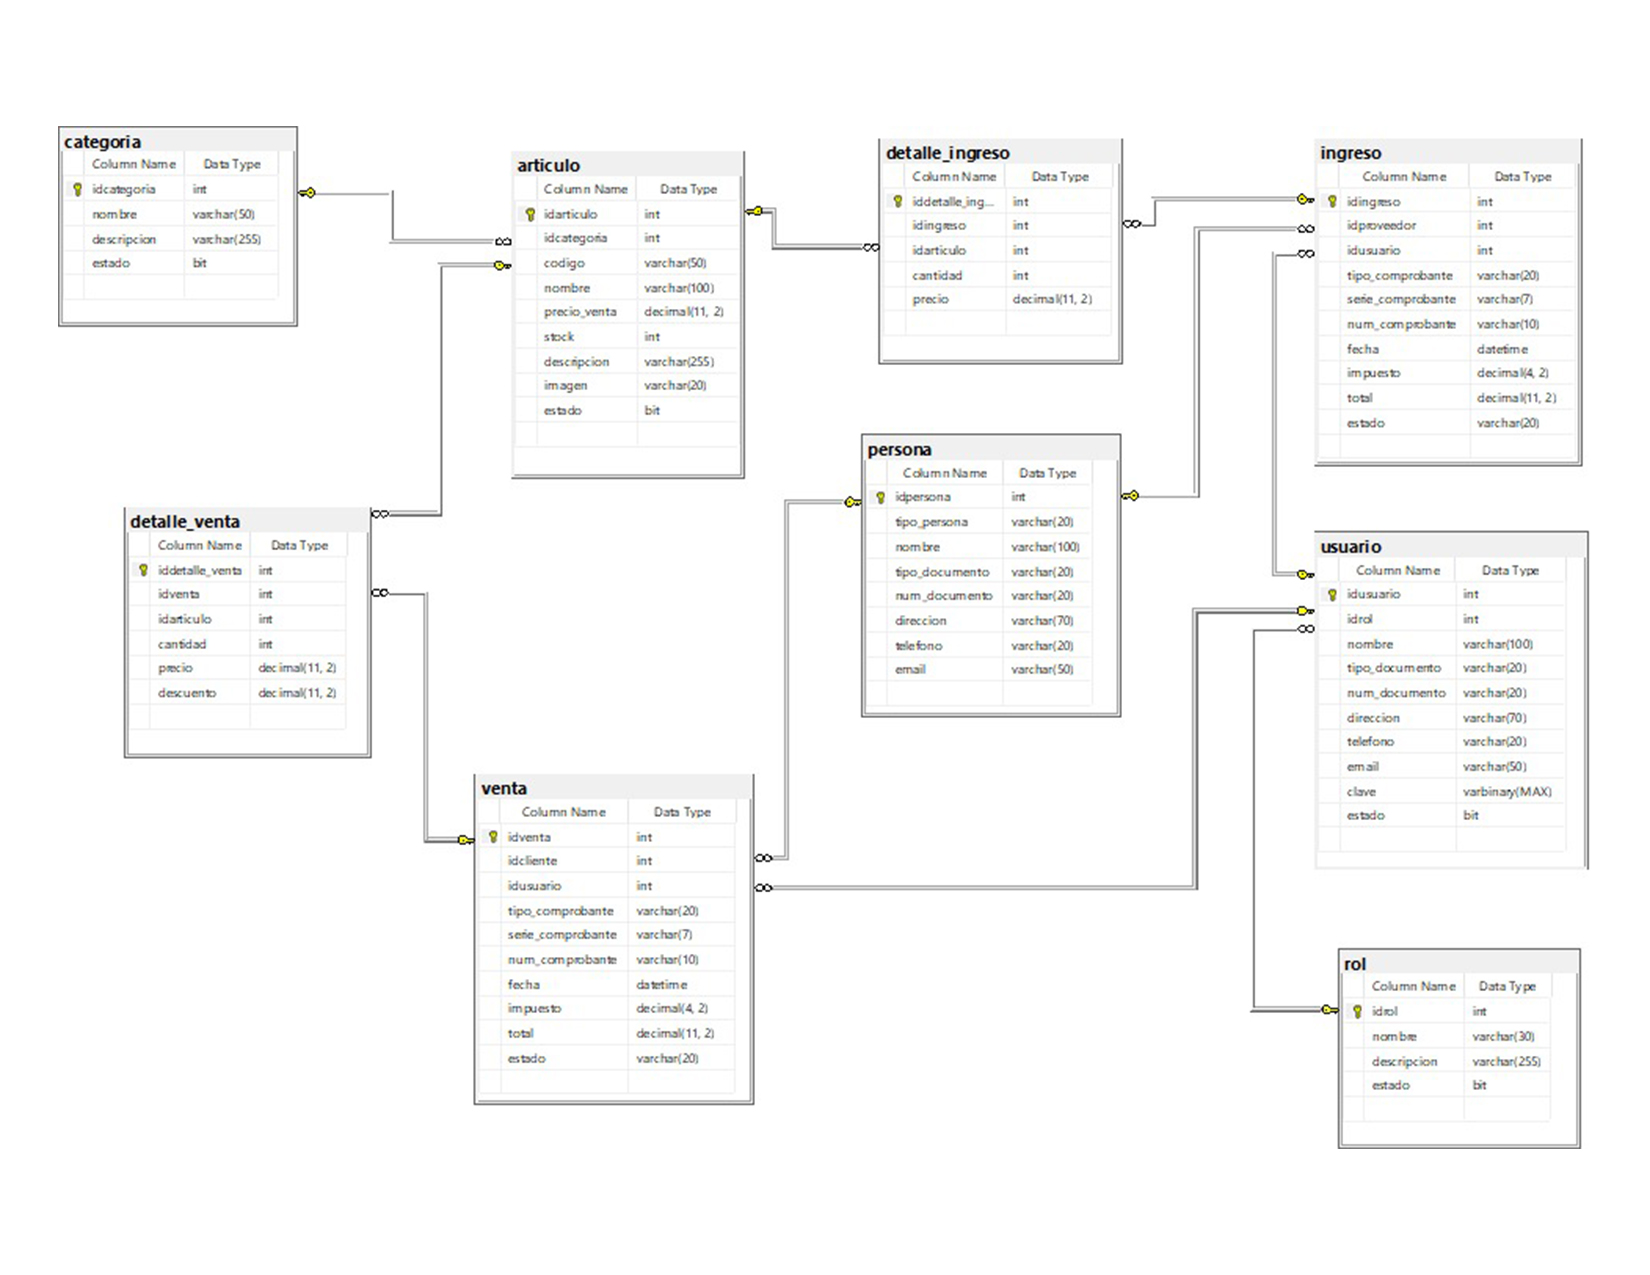 categoria
Column Name Data Type
idcategoria int
nombre varchar(50)
descripcion varchar(255)
estado bit
articulo
Column Name Data Type
idarticulo int
idcategoria int
codigo varchar(50)
nombre varchar(100)
precio_venta decimal(11, 2)
stock int
descripcion varchar(255)
imagen varchar(20)
estado bit
detalle_ingreso
Column Name Data Type
iddetalle_ing... int
idingreso int
idarticulo int
cantidad int
precio decimal(11, 2)
ingreso
Column Name Data Type
idingreso int
idproveedor int
idusuario int
tipo_comprobante varchar(20)
serie_comprobante varchar(7)
num_comprobante varchar(10)
fecha datetime
impuesto decimal(4, 2)
total decimal(11, 2)
estado varchar(20)
detalle_venta
Column Name Data Type
iddetalle_venta int
idventa int
idarticulo int
cantidad int
precio decimal(11, 2)
descuento decimal(11, 2)
persona
Column Name Data Type
idpersona int
tipo_persona varchar(20)
nombre varchar(100)
tipo_documento varchar(20)
num_documento varchar(20)
direccion varchar(70)
telefono varchar(20)
email varchar(50)
usuario
Column Name Data Type
idusuario int
idrol int
nombre varchar(100)
tipo_documento varchar(20)
num_documento varchar(20)
direccion varchar(70)
telefono varchar(20)
email varchar(50)
clave varbinary(MAX)
estado bit
venta
Column Name Data Type
idventa int
idcliente int
idusuario int
tipo_comprobante varchar(20)
serie_comprobante varchar(7)
num_comprobante varchar(10)
fecha datetime
impuesto decimal(4, 2)
total decimal(11, 2)
estado varchar(20)
rol
Column Name Data Type
idrol int
nombre varchar(30)
descripcion varchar(255)
estado bit